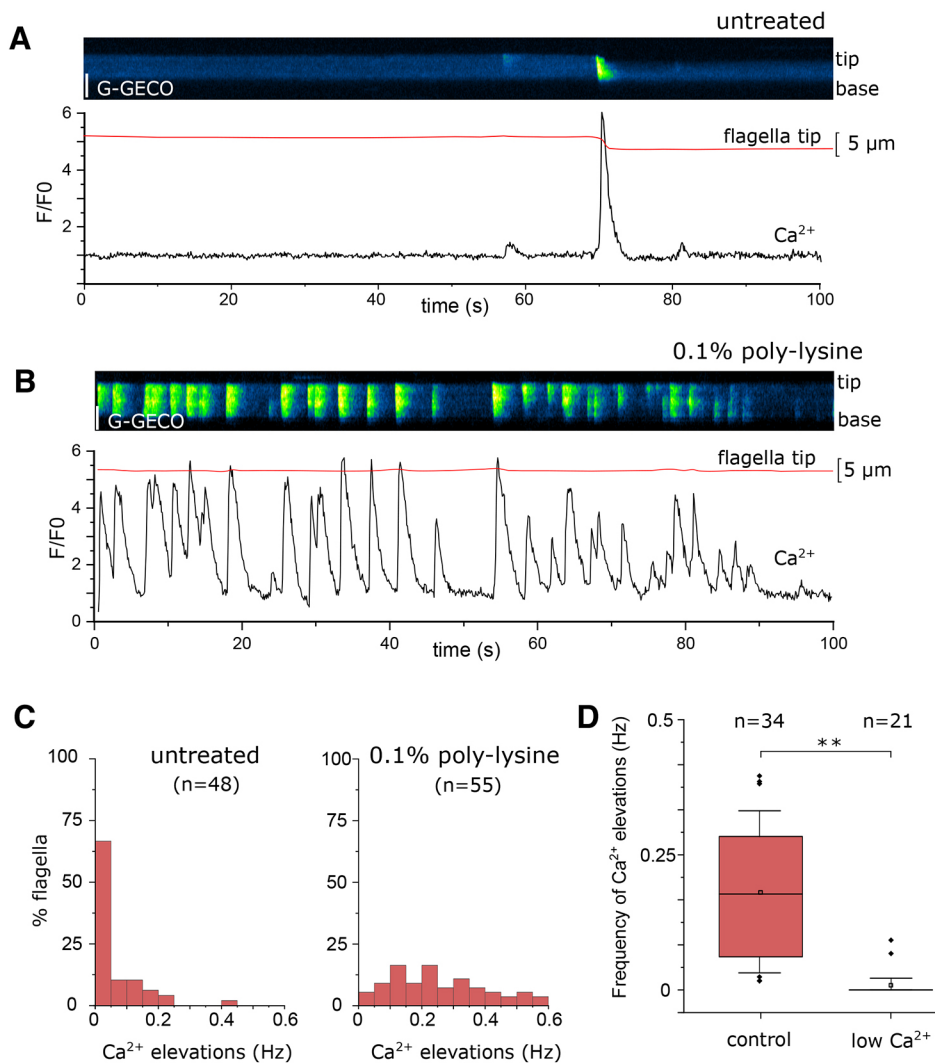 A
untreated
G-GECO
tip
base
6
4
2
F/F0
flagella tip
5 µm
Ca²⁺
0
20
40
60
80
100
time (s)
B
0.1% poly-lysine
G-GECO
tip
base
6
4
2
0
F/F0
flagella tip
5 µm
Ca²⁺
0
20
40
60
80
100
time (s)
C
untreated
(n=48)
100
75
50
25
0
% flagella
0
0.2
0.4
0.6
Ca²⁺ elevations (Hz)
0.1% poly-lysine
(n=55)
100
75
50
25
0
0
0.2
0.4
0.6
Ca²⁺ elevations (Hz)
D
0.5
0.25
0
Frequency of Ca²⁺ elevations (Hz)
n=34
n=21
**
control
low Ca²⁺